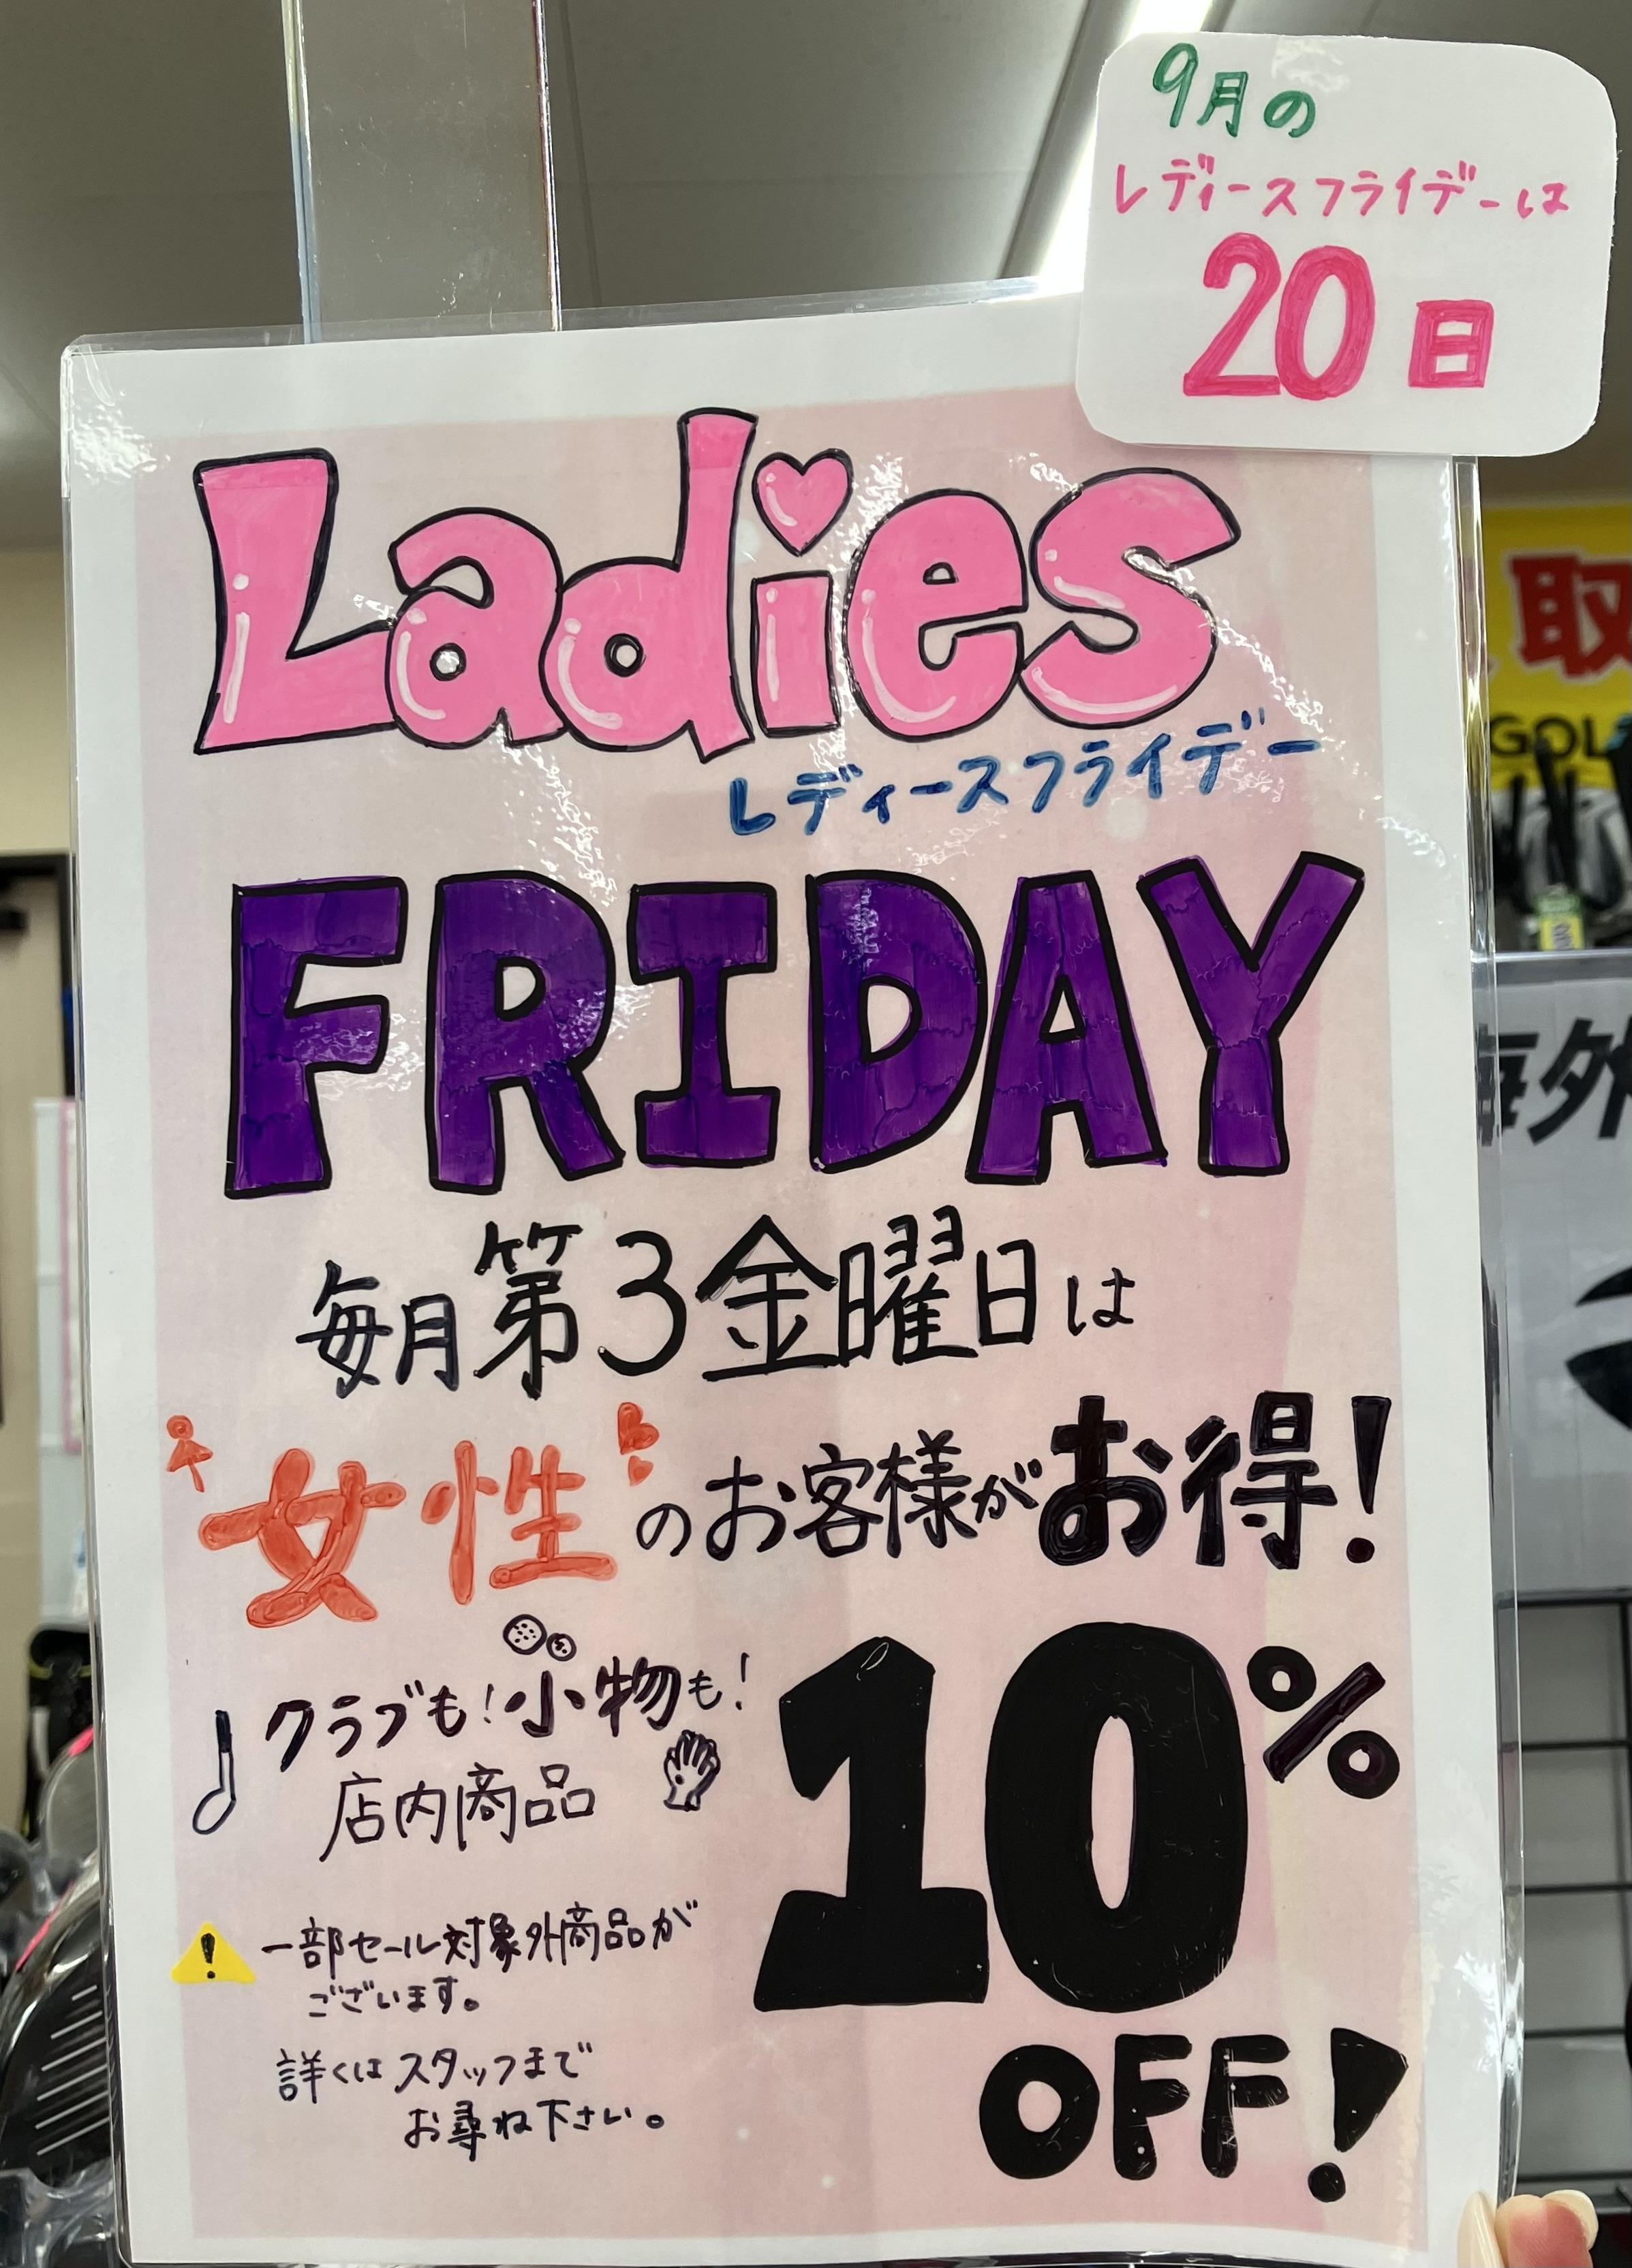 9月の
レディースフライデーは
20日
Ladies
レディースフライデー
FRIDAY
毎月第3金曜日は
女性のお客様がお得!
クラブも!小物も!
店内商品
10%
OFF!
一部セール対象外商品が
ございます。
詳くはスタッフまで
お尋ね下さい。
取
GOL
海外